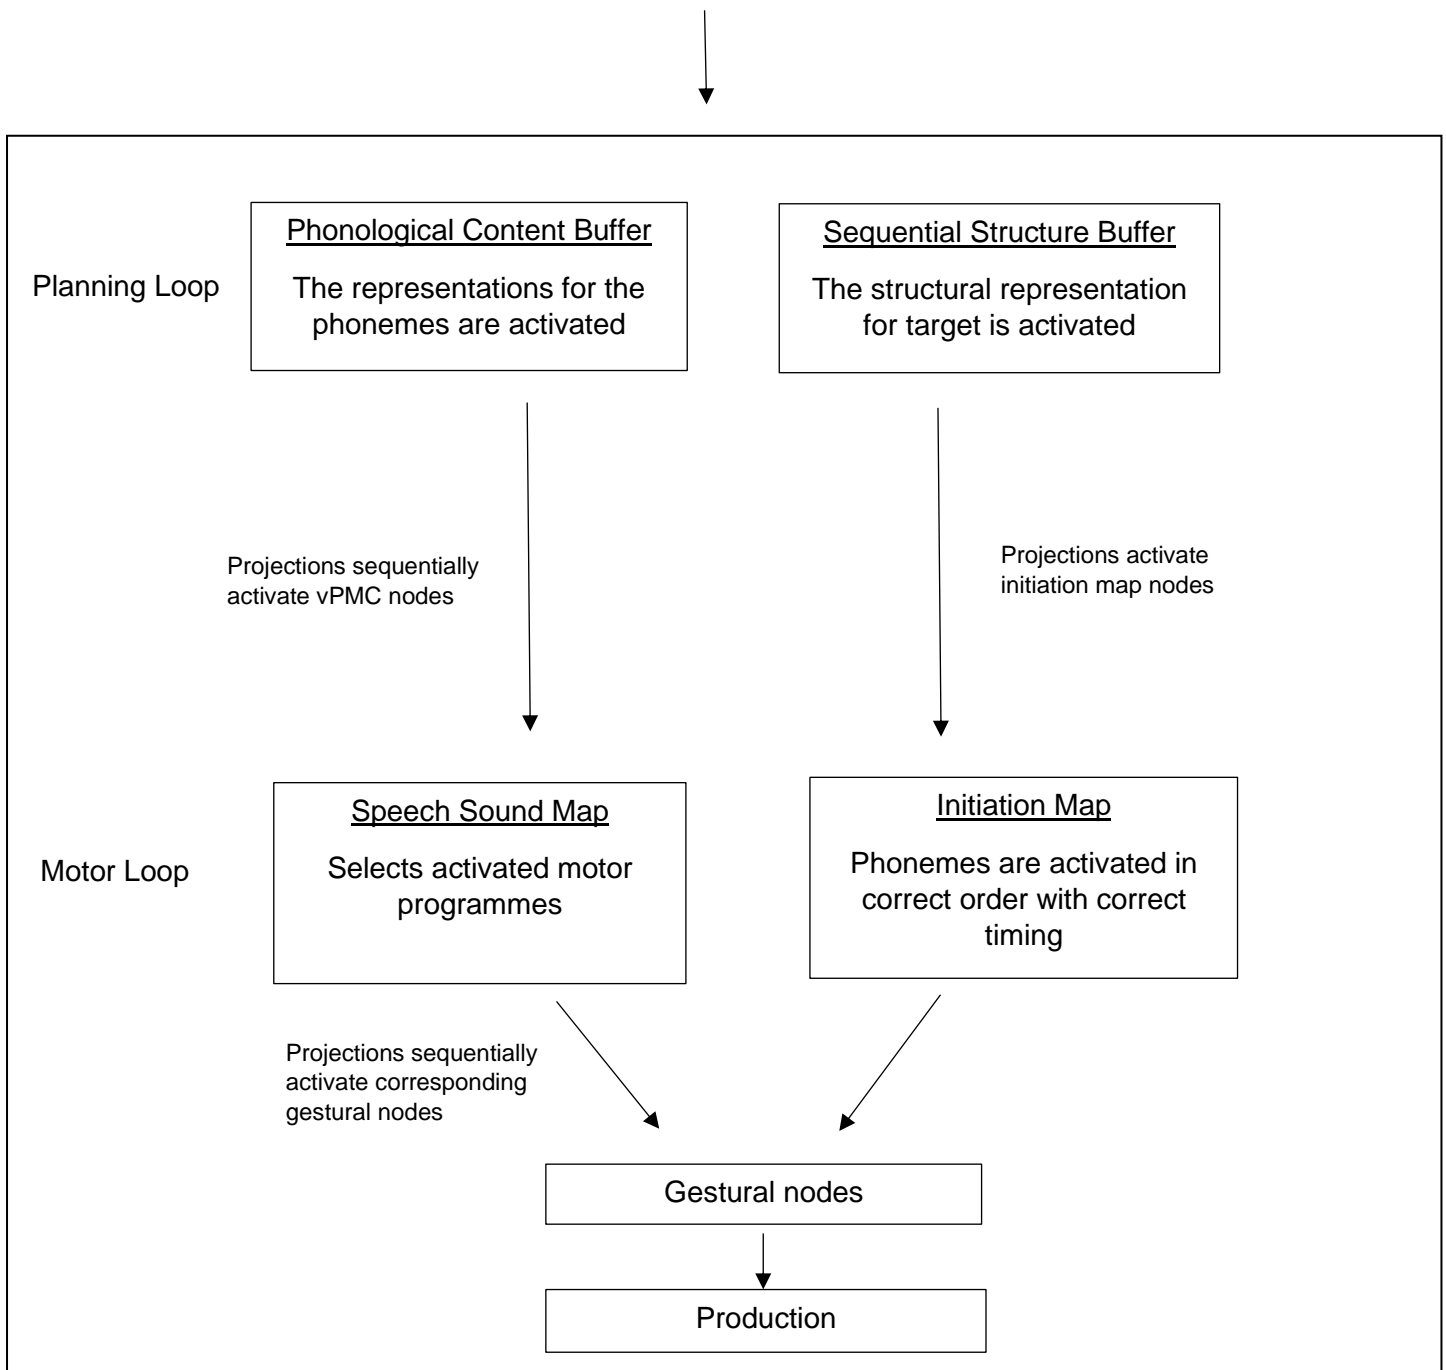 Planning Loop
Phonological Content Buffer
The representations for the
phonemes are activated
Sequential Structure Buffer
The structural representation
for target is activated
Projections sequentially
activate vPMC nodes
Projections activate
initiation map nodes
Motor Loop
Speech Sound Map
Selects activated motor
programmes
Initiation Map
Phonemes are activated in
correct order with correct
timing
Projections sequentially
activate corresponding
gestural nodes
Gestural nodes
Production